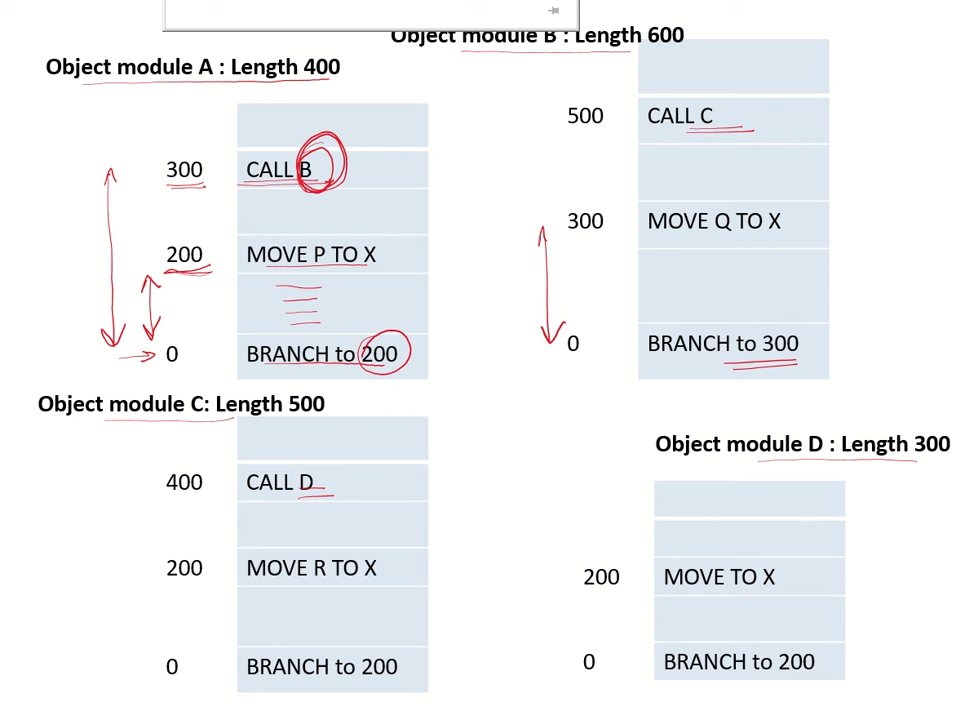 Object module A : Length 400
300 CALL B
200 MOVE P TO X
0 BRANCH to 200
Object module B : Length 600
500 CALL C
300 MOVE Q TO X
0 BRANCH to 300
Object module C: Length 500
400 CALL D
200 MOVE R TO X
0 BRANCH to 200
Object module D : Length 300
200 MOVE TO X
0 BRANCH to 200